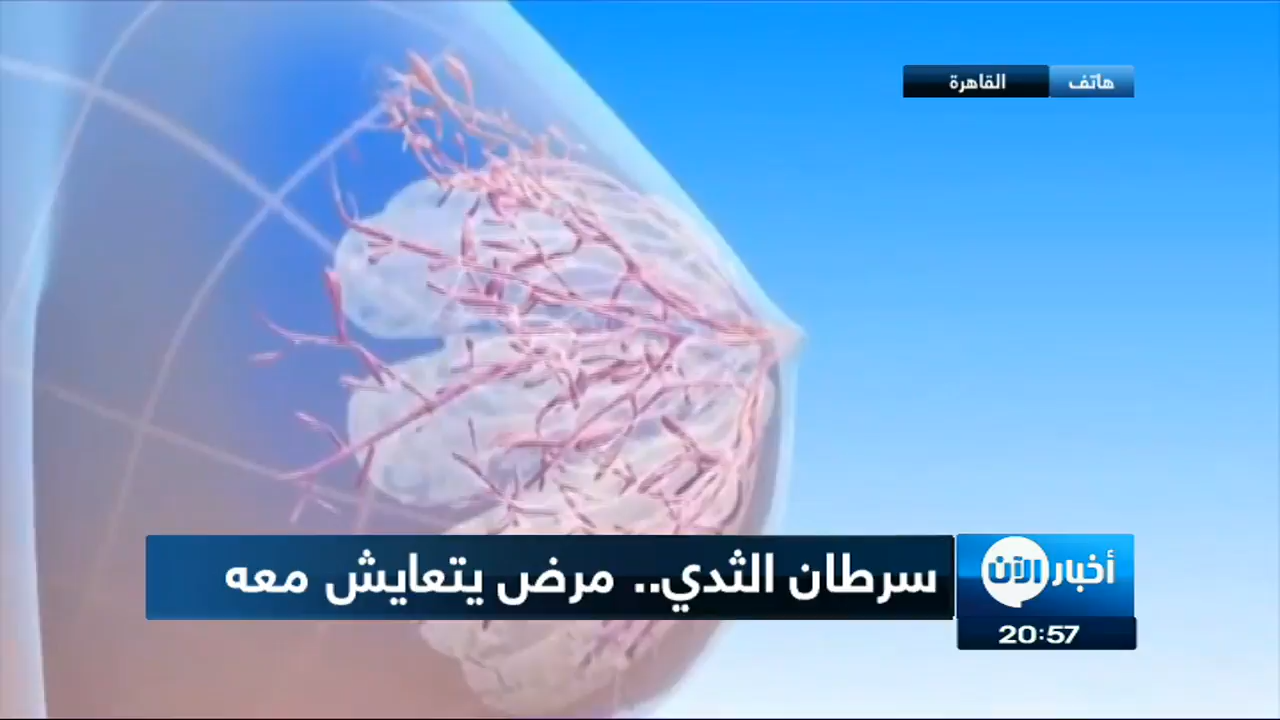 هاتف القاهرة
سرطان الثدي.. مرض يتعايش معه
أخبار الآن
20:57